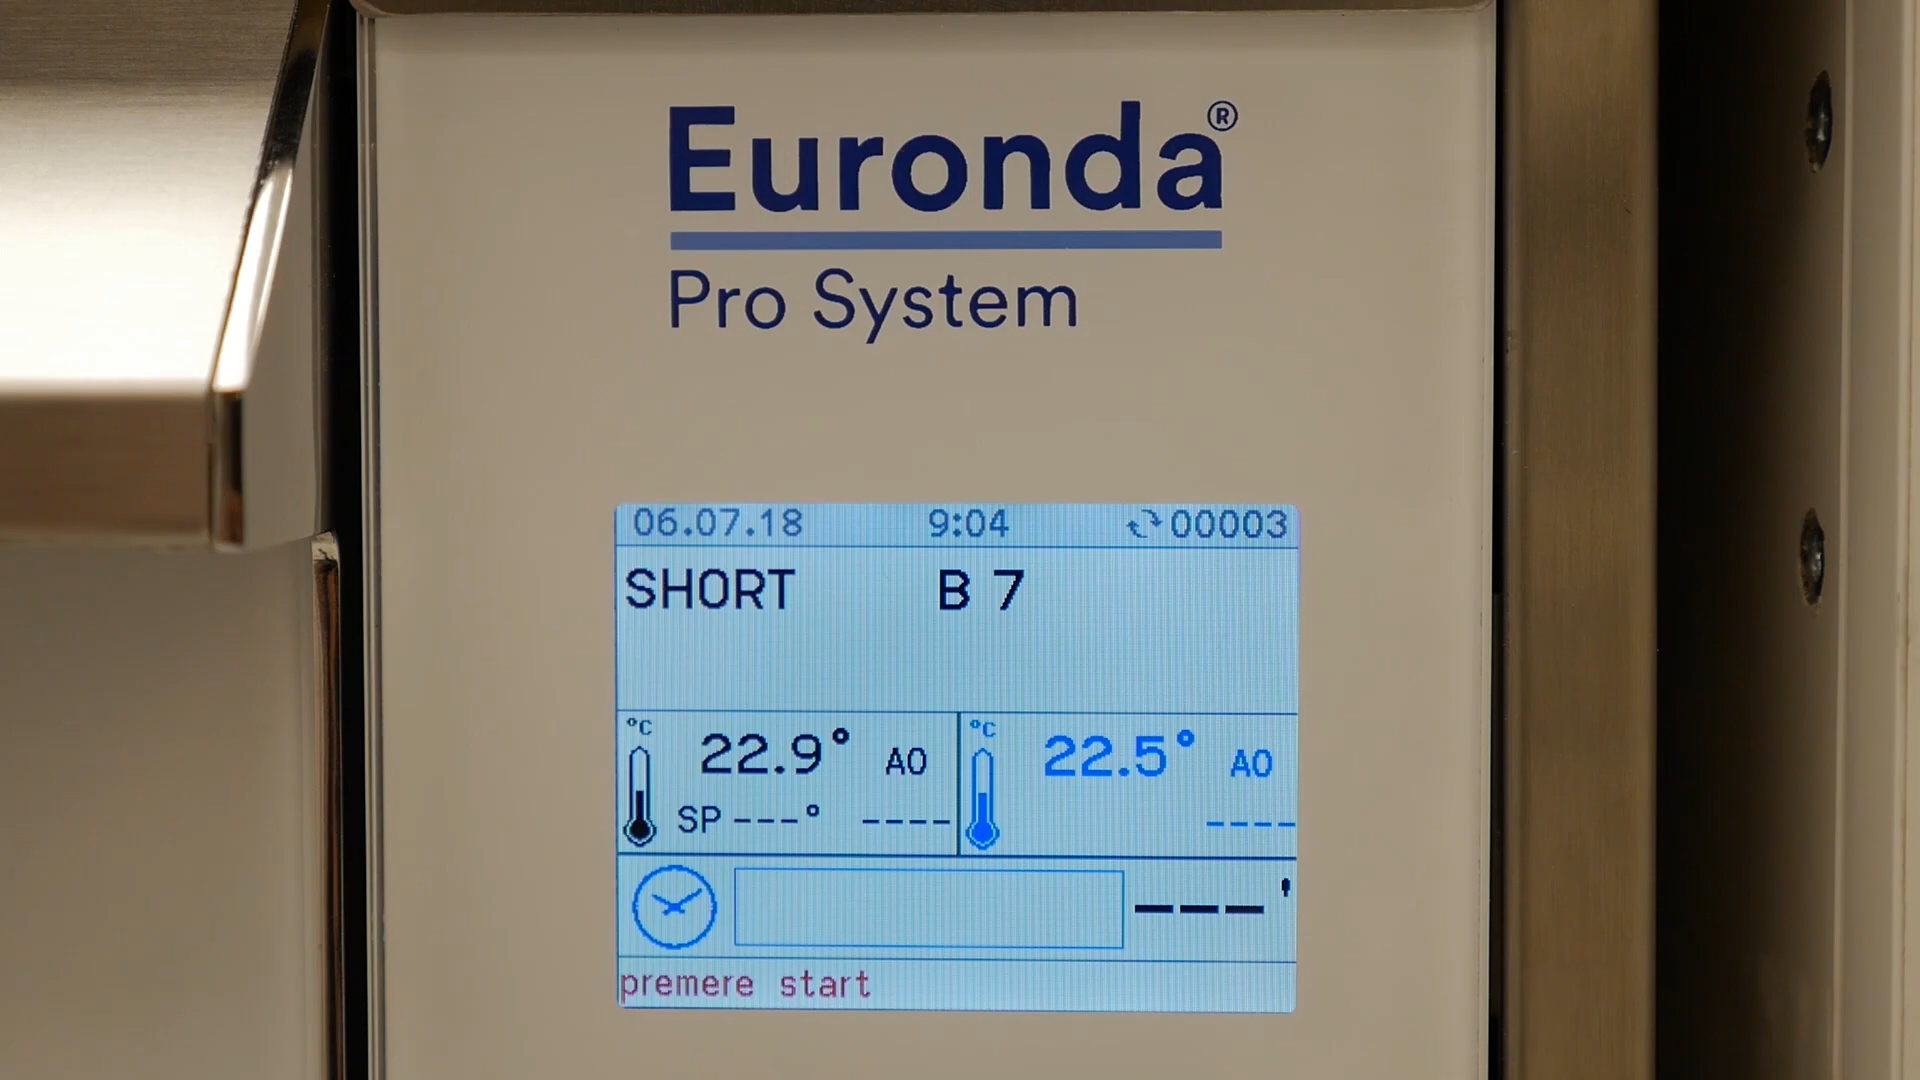 Euronda®
Pro System
06.07.18 9:04 00003
SHORT B 7
°C 22.9° A0 °C 22.5° A0
SP ---° ---- ----
---'
premere start